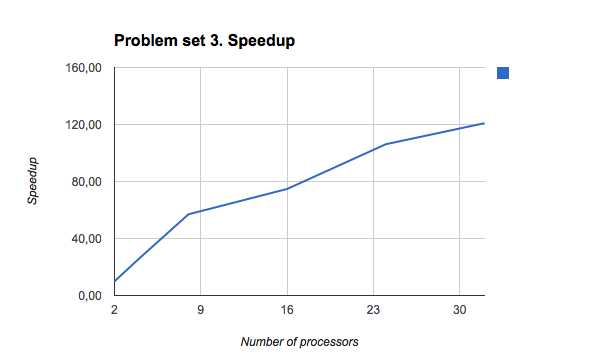 Problem set 3. Speedup
160,00
120,00
80,00
40,00
0,00
Speedup
2 9 16 23 30
Number of processors